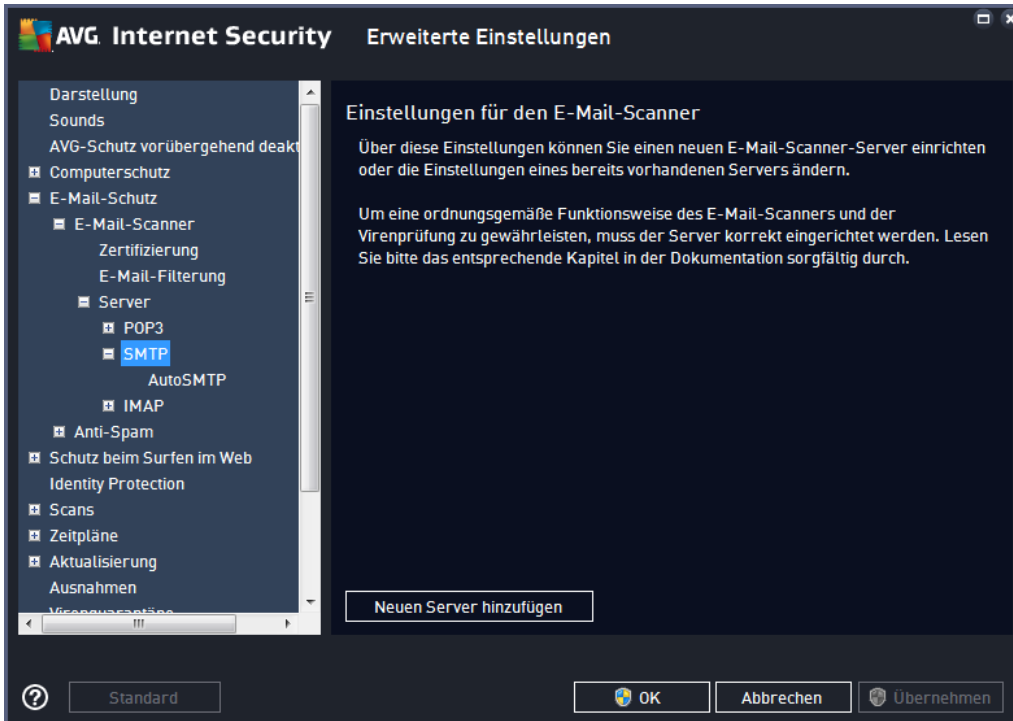 AVG. Internet Security Erweiterte Einstellungen
Darstellung
Sounds
AVG-Schutz vorübergehend deakt
Computerschutz
E-Mail-Schutz
E-Mail-Scanner
Zertifizierung
E-Mail-Filterung
Server
POP3
SMTP
AutoSMTP
IMAP
Anti-Spam
Schutz beim Surfen im Web
Identity Protection
Scans
Zeitpläne
Aktualisierung
Ausnahmen
Virenquarantäne
Einstellungen für den E-Mail-Scanner
Über diese Einstellungen können Sie einen neuen E-Mail-Scanner-Server einrichten
oder die Einstellungen eines bereits vorhandenen Servers ändern.
Um eine ordnungsgemäße Funktionsweise des E-Mail-Scanners und der
Virenprüfung zu gewährleisten, muss der Server korrekt eingerichtet werden. Lesen
Sie bitte das entsprechende Kapitel in der Dokumentation sorgfältig durch.
Neuen Server hinzufügen
Standard
OK
Abbrechen
Übernehmen